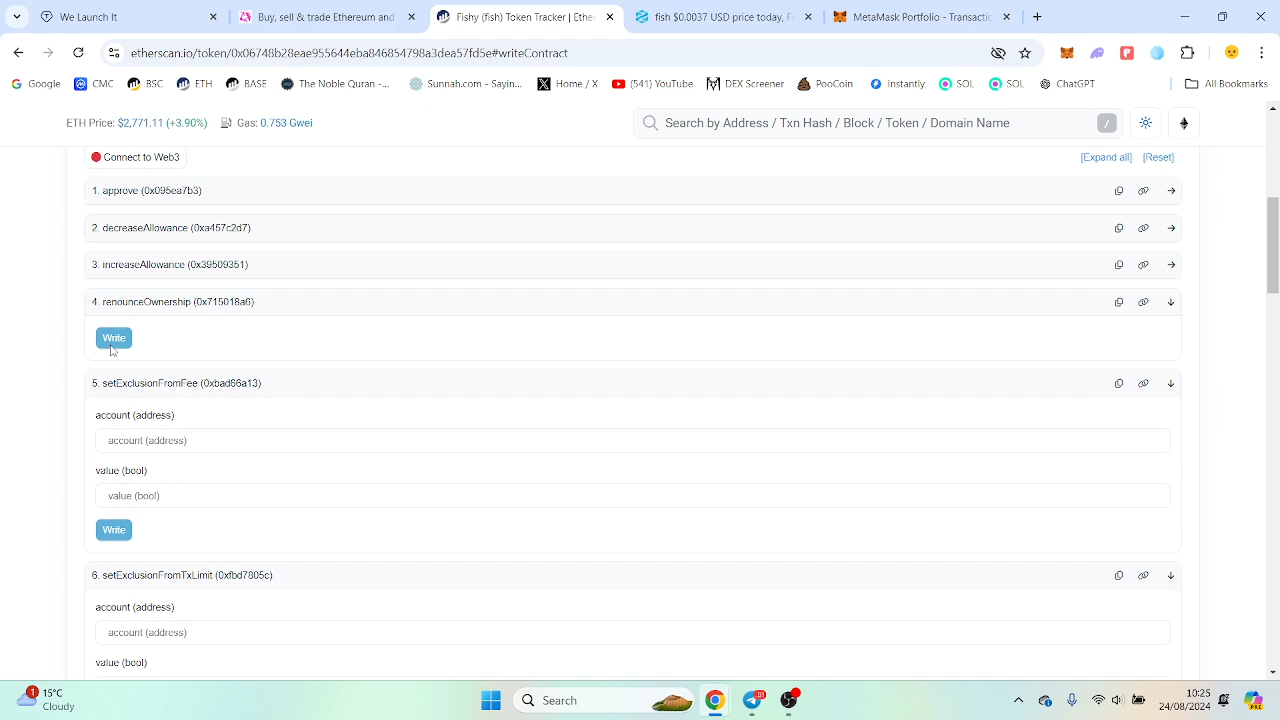 Welcome to OBS
Buy, sell & trade Ethereum and
Fishy (fish) Token Tracker | Ether
fish $0.0037 USD price today, Fi
MetaMask Portfolio - Transactio
etherscan.io/token/0x06748b28eae955644eba846854798a3dea57fd5e#writeContract
Google
CMC
BSC
ETH
BASE
The Noble Quran - ...
Sunnah.com - Sayin...
Home / X
(541) YouTube
DEX Screener
PooCoin
Instantly
SOL
SOL
ChatGPT
All Bookmarks
ETH Price: $2,771.11 (+3.90%)
Gas: 0.753 Gwei
Search by Address / Txn Hash / Block / Token / Domain Name
/
Connect to Web3
[Expand all] [Reset]
1. approve (0x095ea7b3)
2. decreaseAllowance (0xa457c2d7)
3. increaseAllowance (0x39509351)
4. renounceOwnership (0x715018a6)
Write
5. setExclusionFromFee (0xbad66a13)
account (address)
account (address)
value (bool)
value (bool)
Write
6. setExclusionFromTxLimit (0xfbd7805c)
account (address)
account (address)
value (bool)
1
15°C
Cloudy
Search
10:25
24/08/2024